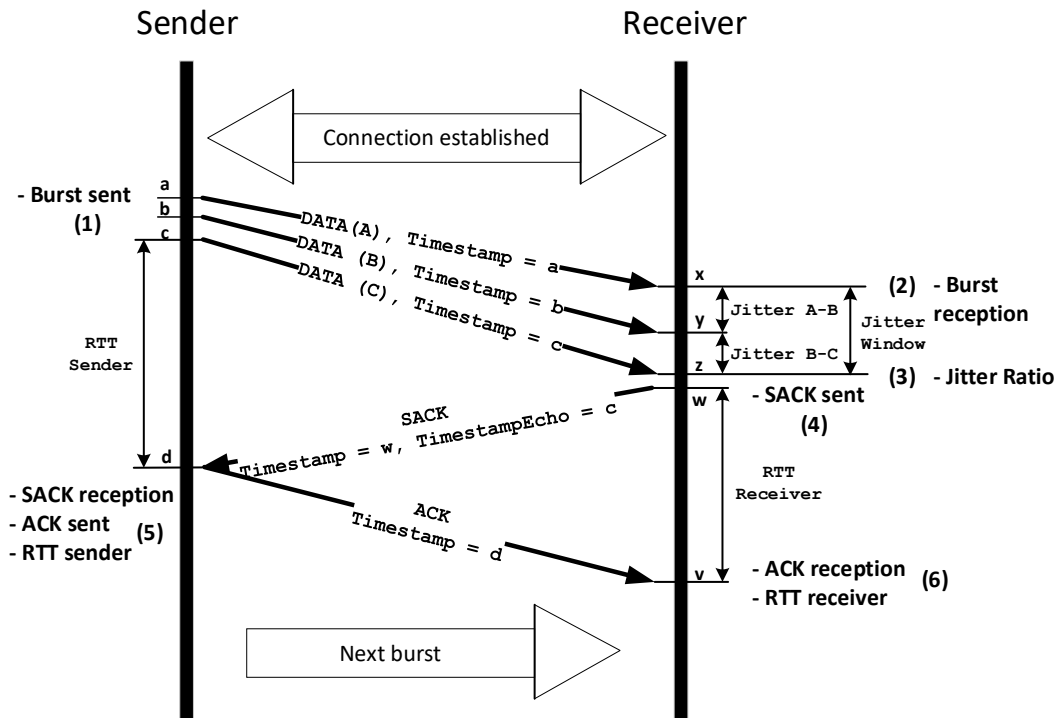 Sender
Receiver
Connection established
- Burst sent
(1)
a
b
c
DATA(A), Timestamp = a
DATA (B), Timestamp = b
DATA (C), Timestamp = c
x
y
z
w
Jitter A-B
Jitter B-C
Jitter
Window
(2) - Burst
reception
(3) - Jitter Ratio
- SACK sent
(4)
RTT
Sender
SACK
Timestamp = w, TimestampEcho = c
d
RTT
Receiver
- SACK reception
- ACK sent
- RTT sender
(5)
ACK
Timestamp = d
v
- ACK reception
- RTT receiver
(6)
Next burst